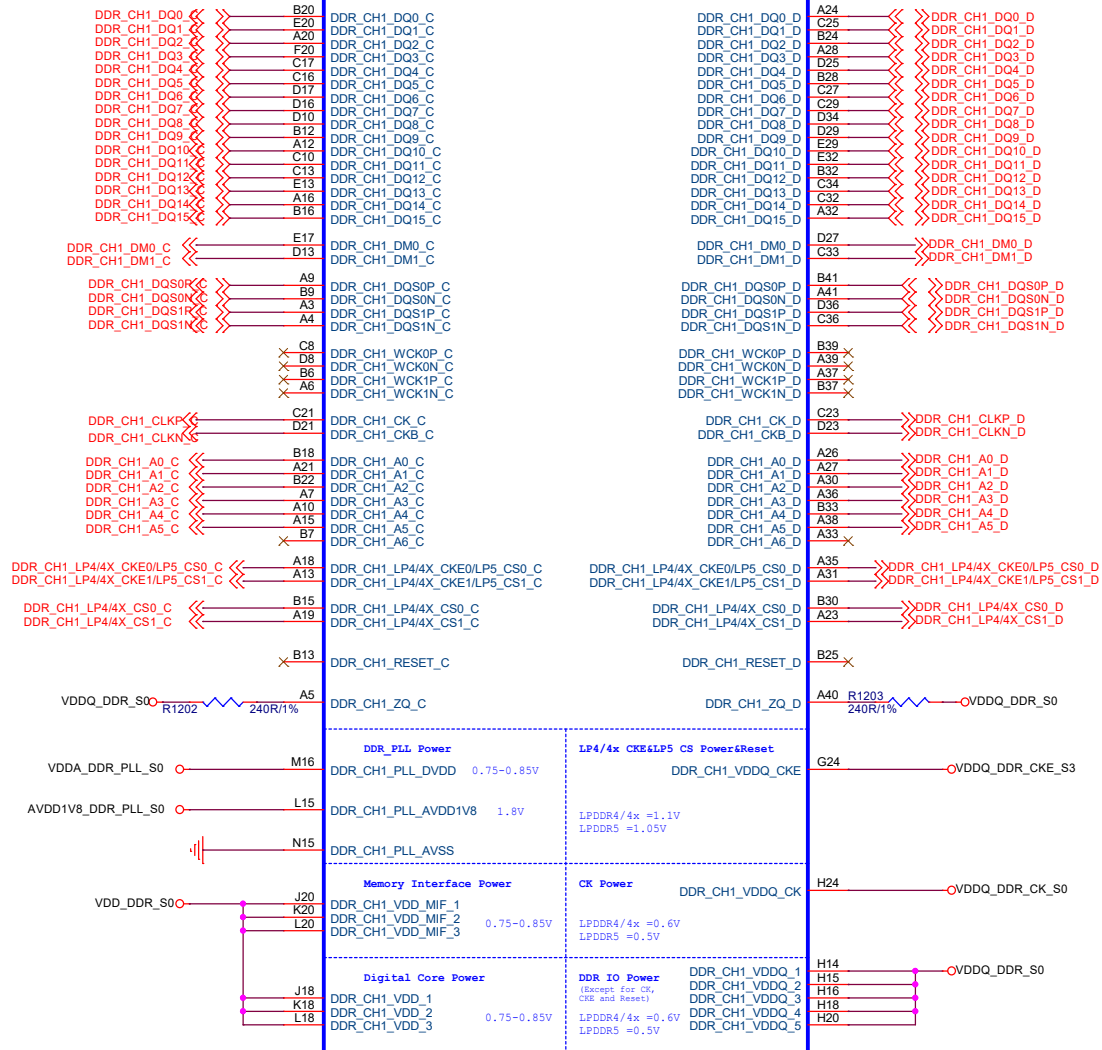 DDR_CH1_DQ0_C B20 DDR_CH1_DQ0_C DDR_CH1_DQ0_D A24 DDR_CH1_DQ0_D
DDR_CH1_DQ1_C E20 DDR_CH1_DQ1_C DDR_CH1_DQ1_D C25 DDR_CH1_DQ1_D
DDR_CH1_DQ2_C A20 DDR_CH1_DQ2_C DDR_CH1_DQ2_D B24 DDR_CH1_DQ2_D
DDR_CH1_DQ3_C F20 DDR_CH1_DQ3_C DDR_CH1_DQ3_D A28 DDR_CH1_DQ3_D
DDR_CH1_DQ4_C C17 DDR_CH1_DQ4_C DDR_CH1_DQ4_D D25 DDR_CH1_DQ4_D
DDR_CH1_DQ5_C C16 DDR_CH1_DQ5_C DDR_CH1_DQ5_D B28 DDR_CH1_DQ5_D
DDR_CH1_DQ6_C D17 DDR_CH1_DQ6_C DDR_CH1_DQ6_D C27 DDR_CH1_DQ6_D
DDR_CH1_DQ7_C D16 DDR_CH1_DQ7_C DDR_CH1_DQ7_D C29 DDR_CH1_DQ7_D
DDR_CH1_DQ8_C D10 DDR_CH1_DQ8_C DDR_CH1_DQ8_D D34 DDR_CH1_DQ8_D
DDR_CH1_DQ9_C B12 DDR_CH1_DQ9_C DDR_CH1_DQ9_D D29 DDR_CH1_DQ9_D
DDR_CH1_DQ10_C A12 DDR_CH1_DQ10_C DDR_CH1_DQ10_D E29 DDR_CH1_DQ10_D
DDR_CH1_DQ11_C C10 DDR_CH1_DQ11_C DDR_CH1_DQ11_D E32 DDR_CH1_DQ11_D
DDR_CH1_DQ12_C C13 DDR_CH1_DQ12_C DDR_CH1_DQ12_D B32 DDR_CH1_DQ12_D
DDR_CH1_DQ13_C E13 DDR_CH1_DQ13_C DDR_CH1_DQ13_D C34 DDR_CH1_DQ13_D
DDR_CH1_DQ14_C A16 DDR_CH1_DQ14_C DDR_CH1_DQ14_D C32 DDR_CH1_DQ14_D
DDR_CH1_DQ15_C B16 DDR_CH1_DQ15_C DDR_CH1_DQ15_D A32 DDR_CH1_DQ15_D
DDR_CH1_DM0_C E17 DDR_CH1_DM0_C DDR_CH1_DM0_D D27 DDR_CH1_DM0_D
DDR_CH1_DM1_C D13 DDR_CH1_DM1_C DDR_CH1_DM1_D C33 DDR_CH1_DM1_D
DDR_CH1_DQS0P_C A9 DDR_CH1_DQS0P_C DDR_CH1_DQS0P_D B41 DDR_CH1_DQS0P_D
DDR_CH1_DQS0N_C B9 DDR_CH1_DQS0N_C DDR_CH1_DQS0N_D A41 DDR_CH1_DQS0N_D
DDR_CH1_DQS1P_C A3 DDR_CH1_DQS1P_C DDR_CH1_DQS1P_D D36 DDR_CH1_DQS1P_D
DDR_CH1_DQS1N_C A4 DDR_CH1_DQS1N_C DDR_CH1_DQS1N_D C36 DDR_CH1_DQS1N_D
C8 DDR_CH1_WCK0P_C DDR_CH1_WCK0P_D B39
D8 DDR_CH1_WCK0N_C DDR_CH1_WCK0N_D A39
B6 DDR_CH1_WCK1P_C DDR_CH1_WCK1P_D A37
A6 DDR_CH1_WCK1N_C DDR_CH1_WCK1N_D B37
DDR_CH1_CLKP_C C21 DDR_CH1_CK_C DDR_CH1_CK_D C23 DDR_CH1_CLKP_D
DDR_CH1_CLKN_C D21 DDR_CH1_CKB_C DDR_CH1_CKB_D D23 DDR_CH1_CLKN_D
DDR_CH1_A0_C B18 DDR_CH1_A0_C DDR_CH1_A0_D A26 DDR_CH1_A0_D
DDR_CH1_A1_C A21 DDR_CH1_A1_C DDR_CH1_A1_D A27 DDR_CH1_A1_D
DDR_CH1_A2_C B22 DDR_CH1_A2_C DDR_CH1_A2_D A30 DDR_CH1_A2_D
DDR_CH1_A3_C A7 DDR_CH1_A3_C DDR_CH1_A3_D A36 DDR_CH1_A3_D
DDR_CH1_A4_C A10 DDR_CH1_A4_C DDR_CH1_A4_D B33 DDR_CH1_A4_D
DDR_CH1_A5_C A15 DDR_CH1_A5_C DDR_CH1_A5_D A38 DDR_CH1_A5_D
B7 DDR_CH1_A6_C DDR_CH1_A6_D A33
DDR_CH1_LP4/4X_CKE0/LP5_CS0_C A18 DDR_CH1_LP4/4X_CKE0/LP5_CS0_C DDR_CH1_LP4/4X_CKE0/LP5_CS0_D A35 DDR_CH1_LP4/4X_CKE0/LP5_CS0_D
DDR_CH1_LP4/4X_CKE1/LP5_CS1_C A13 DDR_CH1_LP4/4X_CKE1/LP5_CS1_C DDR_CH1_LP4/4X_CKE1/LP5_CS1_D A31 DDR_CH1_LP4/4X_CKE1/LP5_CS1_D
DDR_CH1_LP4/4X_CS0_C B15 DDR_CH1_LP4/4X_CS0_C DDR_CH1_LP4/4X_CS0_D B30 DDR_CH1_LP4/4X_CS0_D
DDR_CH1_LP4/4X_CS1_C A19 DDR_CH1_LP4/4X_CS1_C DDR_CH1_LP4/4X_CS1_D A23 DDR_CH1_LP4/4X_CS1_D
B13 DDR_CH1_RESET_C DDR_CH1_RESET_D B25
VDDQ_DDR_S0 R1202 240R/1% A5 DDR_CH1_ZQ_C DDR_CH1_ZQ_D A40 R1203 240R/1% VDDQ_DDR_S0
DDR_PLL Power LP4/4x CKE&LP5 CS Power&Reset
VDDA_DDR_PLL_S0 M16 DDR_CH1_PLL_DVDD 0.75-0.85V DDR_CH1_VDDQ_CKE G24 VDDQ_DDR_CKE_S3
AVDD1V8_DDR_PLL_S0 L15 DDR_CH1_PLL_AVDD1V8 1.8V LPDDR4/4x =1.1V
LPDDR5 =1.05V
N15 DDR_CH1_PLL_AVSS
Memory Interface Power CK Power
DDR_CH1_VDDQ_CK H24 VDDQ_DDR_CK_S0
VDD_DDR_S0 J20 DDR_CH1_VDD_MIF_1
K20 DDR_CH1_VDD_MIF_2 0.75-0.85V LPDDR4/4x =0.6V
L20 DDR_CH1_VDD_MIF_3 LPDDR5 =0.5V
Digital Core Power DDR IO Power
(Except for CK,
CKE and Reset)
DDR_CH1_VDDQ_1 H14 VDDQ_DDR_S0
DDR_CH1_VDDQ_2 H15
J18 DDR_CH1_VDD_1 DDR_CH1_VDDQ_3 H16
K18 DDR_CH1_VDD_2 0.75-0.85V LPDDR4/4x =0.6V DDR_CH1_VDDQ_4 H18
L18 DDR_CH1_VDD_3 LPDDR5 =0.5V DDR_CH1_VDDQ_5 H20